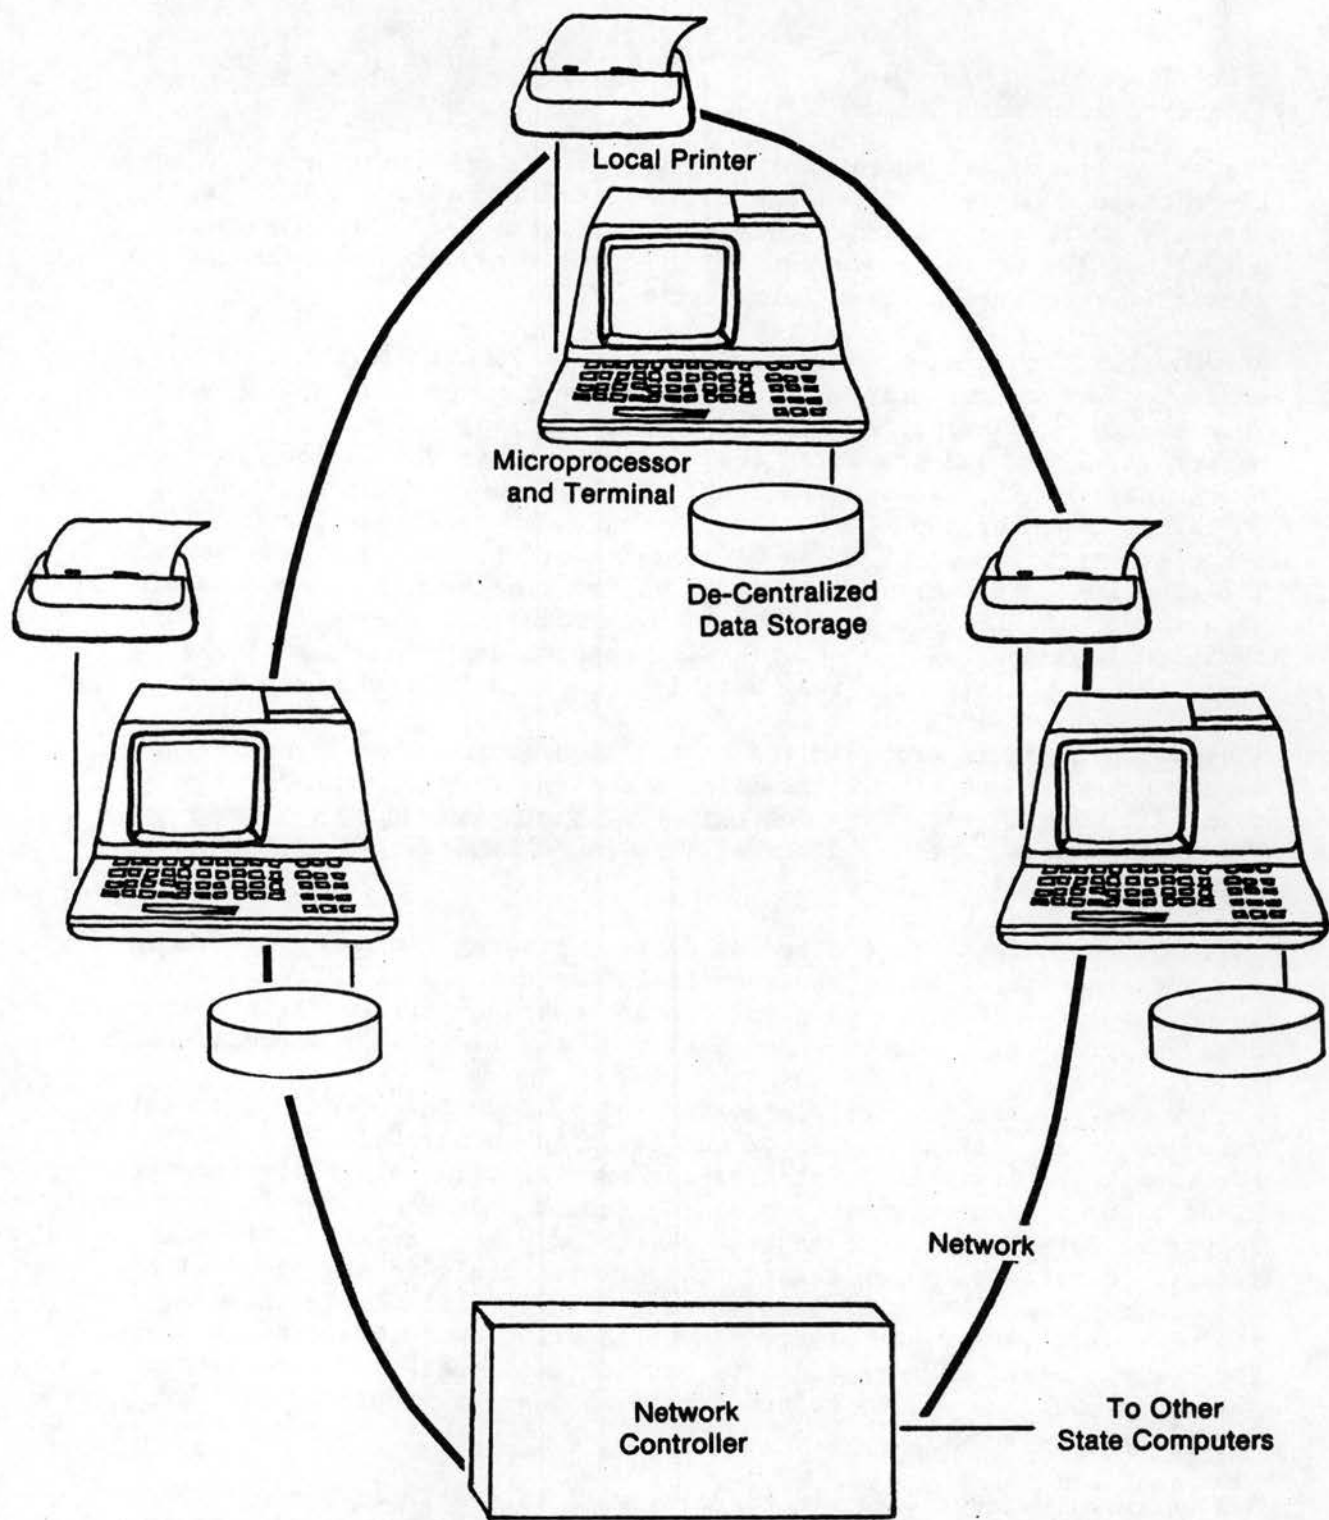 Local Printer
Microprocessor
and Terminal
De-Centralized
Data Storage
Network
Network
Controller
To Other
State Computers